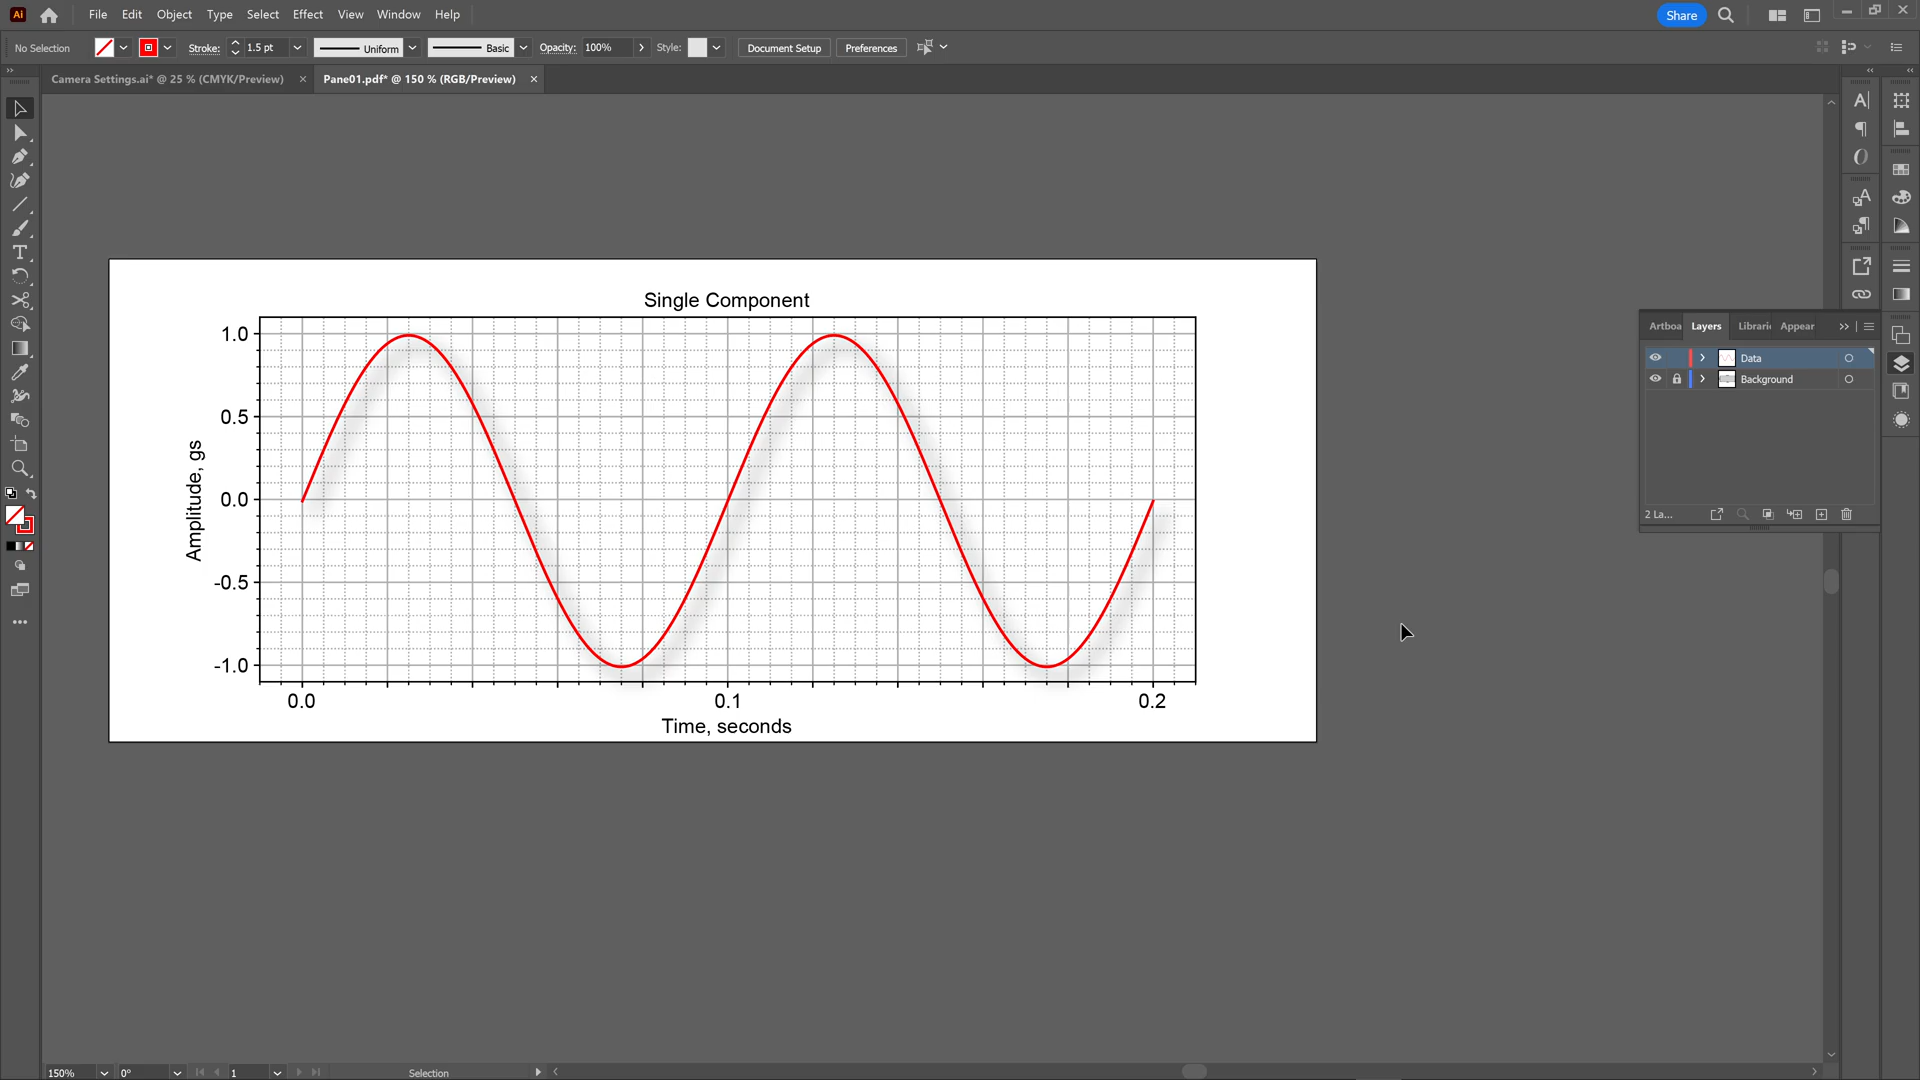 Ai File Edit Object Type Select Effect View Window Help Share
No Selection Stroke: 1.5 pt Uniform Basic Opacity: 100% Style: Document Setup Preferences
Camera Settings.ai* @ 25 % (CMYK/Preview) × Pane01.pdf* @ 150 % (RGB/Preview) ×
Single Component
1.0
0.5
0.0
-0.5
-1.0
Amplitude, gs
0.0 0.1 0.2
Time, seconds
Artboa Layers Librari Appear
Data
Background
2 La...
150% 0° 1 Selection